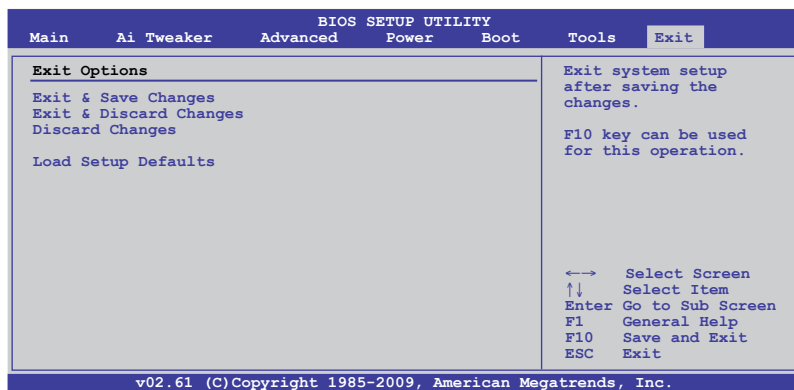 BIOS SETUP UTILITY
Main Ai Tweaker Advanced Power Boot Tools Exit
Exit Options
Exit & Save Changes
Exit & Discard Changes
Discard Changes
Load Setup Defaults
Exit system setup
after saving the
changes.
F10 key can be used
for this operation.
←→ Select Screen
↑↓ Select Item
Enter Go to Sub Screen
F1 General Help
F10 Save and Exit
ESC Exit
v02.61 (C)Copyright 1985-2009, American Megatrends, Inc.